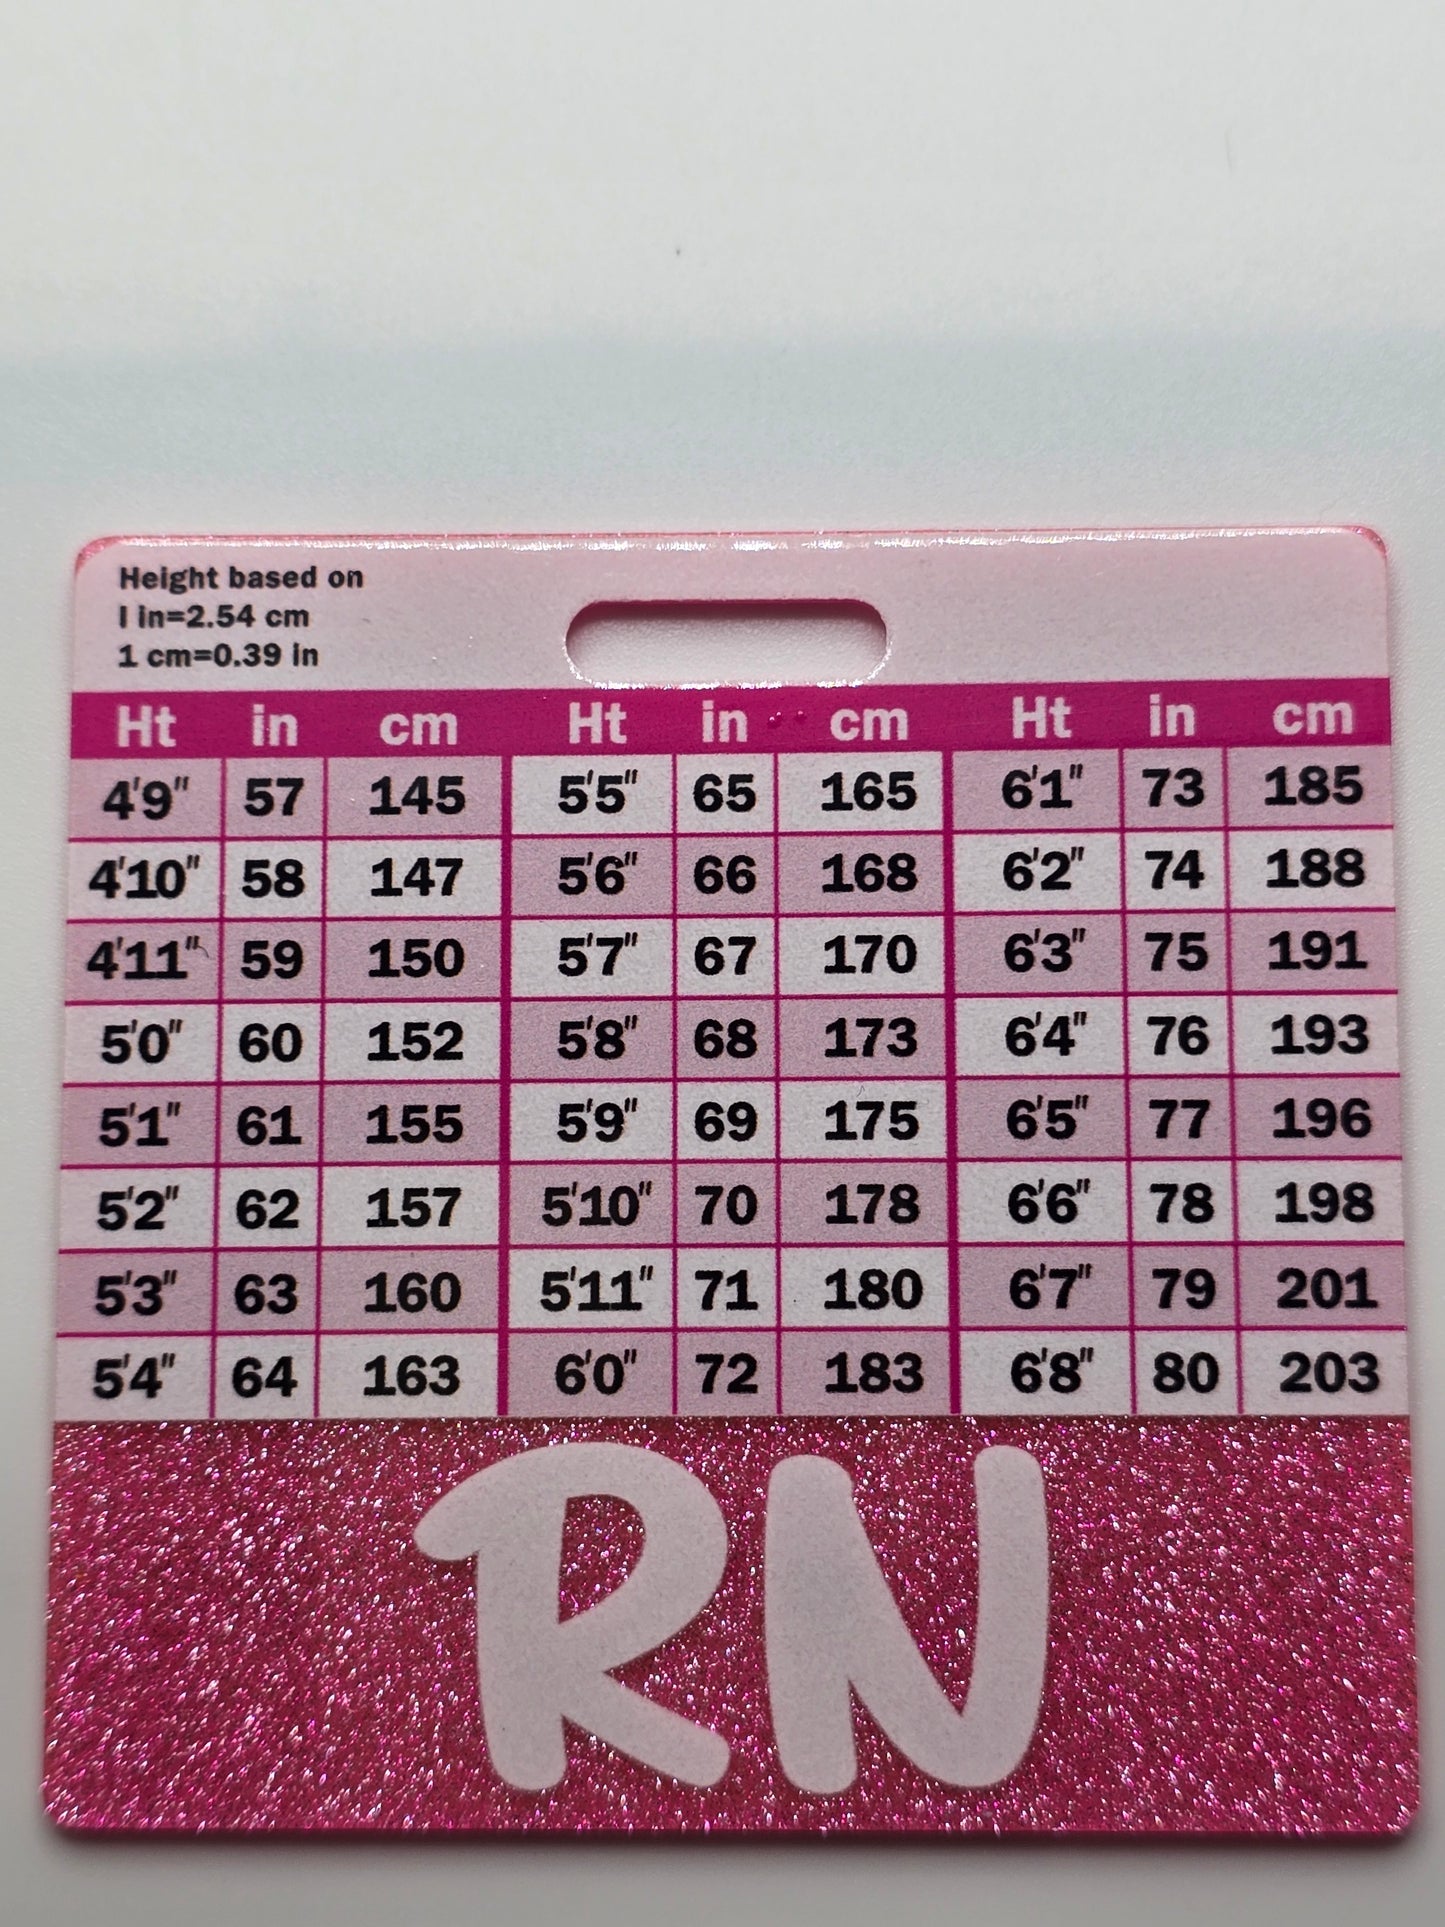 Height based on
I in=2.54 cm
1 cm=0.39 in
Ht in cm Ht in cm Ht in cm
4'9" 57 145 5'5" 65 165 6'1" 73 185
4'10" 58 147 5'6" 66 168 6'2" 74 188
4'11" 59 150 5'7" 67 170 6'3" 75 191
5'0" 60 152 5'8" 68 173 6'4" 76 193
5'1" 61 155 5'9" 69 175 6'5" 77 196
5'2" 62 157 5'10" 70 178 6'6" 78 198
5'3" 63 160 5'11" 71 180 6'7" 79 201
5'4" 64 163 6'0" 72 183 6'8" 80 203
RN